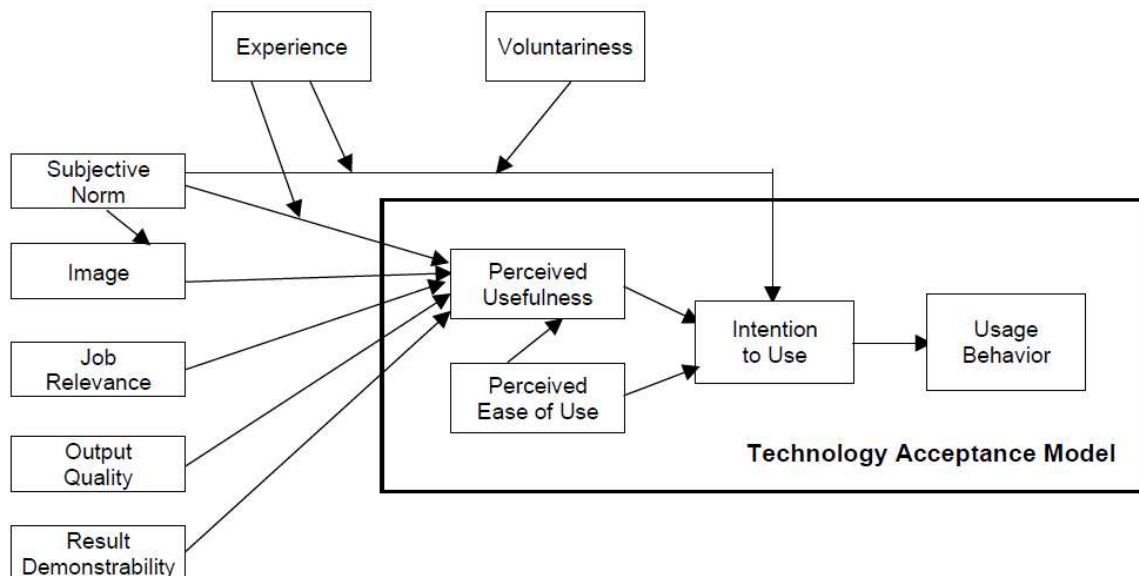 Experience
Voluntariness
Subjective
Norm
Image
Job
Relevance
Output
Quality
Result
Demonstrability
Perceived
Usefulness
Perceived
Ease of Use
Intention
to Use
Usage
Behavior
Technology Acceptance Model